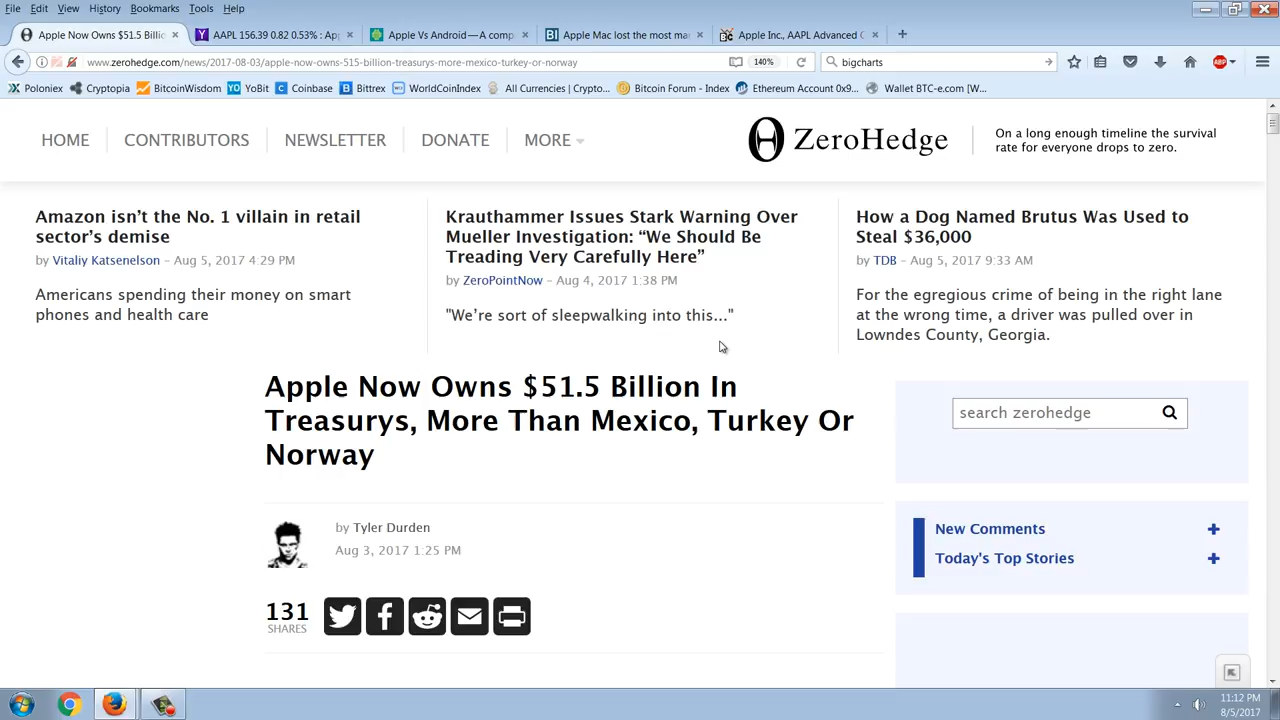 File Edit View History Bookmarks Tools Help
Apple Now Owns $51.5 Billic × AAPL 156.39 0.82 0.53% : Ap × Apple Vs Android — A comp × BI Apple Mac lost the most ma × Apple Inc., AAPL Advanced C × +
www.zerohedge.com/news/2017-08-03/apple-now-owns-515-billion-treasurys-more-mexico-turkey-or-norway 140% bigcharts ABP
Poloniex Cryptopia BitcoinWisdom YO YoBit Coinbase Bittrex WorldCoinIndex All Currencies (Crypto... Bitcoin Forum - Index Ethereum Account 0x9... Wallet BTC-e.com [W...
HOME CONTRIBUTORS NEWSLETTER DONATE MORE ZeroHedge On a long enough timeline the survival
rate for everyone drops to zero.
Amazon isn't the No. 1 villain in retail
sector's demise
by Vitaliy Katsenelson - Aug 5, 2017 4:29 PM
Americans spending their money on smart
phones and health care
Krauthammer Issues Stark Warning Over
Mueller Investigation: “We Should Be
Treading Very Carefully Here”
by ZeroPointNow - Aug 4, 2017 1:38 PM
"We're sort of sleepwalking into this..."
How a Dog Named Brutus Was Used to
Steal $36,000
by TDB - Aug 5, 2017 9:33 AM
For the egregious crime of being in the right lane
at the wrong time, a driver was pulled over in
Lowndes County, Georgia.
Apple Now Owns $51.5 Billion In
Treasurys, More Than Mexico, Turkey Or
Norway
by Tyler Durden
Aug 3, 2017 1:25 PM
131
SHARES
search zerohedge
New Comments +
Today's Top Stories +
11:12 PM
8/5/2017